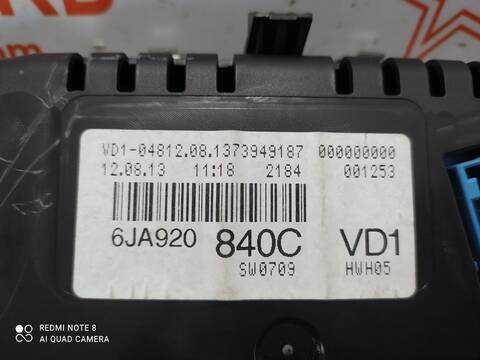 VD1-04812.08.1373949187 000000000
12.08.13 11:18 2184 001253
6JA920 840C VD1
SW0709 HWH05
REDMI NOTE 8
AI QUAD CAMERA